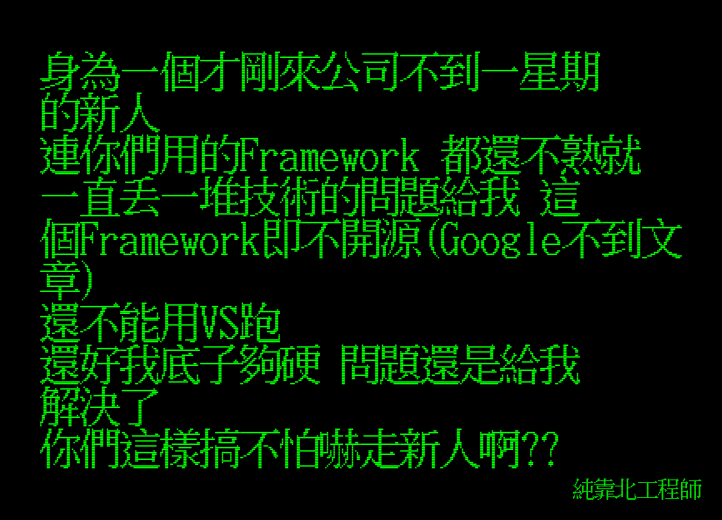 身為一個才剛來公司不到一星期
的新人
連你們用的Framework 都還不熟就
一直丟一堆技術的問題給我 這
個Framework即不開源(Google不到文
章)
還不能用VS跑
還好我底子夠硬 問題還是給我
解決了
你們這樣搞不怕嚇走新人啊??
純靠北工程師